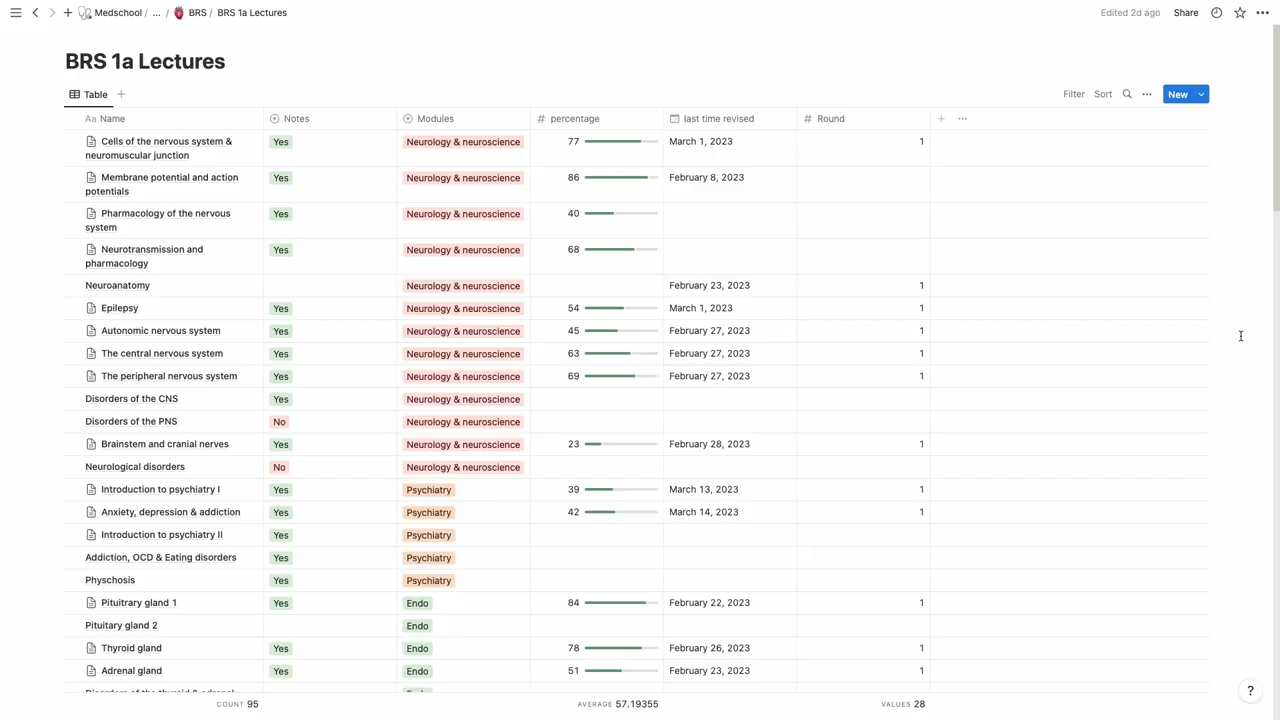 Medschool / ... / BRS / BRS 1a Lectures Edited 2d ago Share
BRS 1a Lectures
Table Filter Sort New
Aa Name Notes Modules # percentage last time revised # Round
Cells of the nervous system & Yes Neurology & neuroscience 77 March 1, 2023 1
neuromuscular junction
Membrane potential and action Yes Neurology & neuroscience 86 February 8, 2023
potentials
Pharmacology of the nervous Yes Neurology & neuroscience 40
system
Neurotransmission and Yes Neurology & neuroscience 68
pharmacology
Neuroanatomy Neurology & neuroscience February 23, 2023 1
Epilepsy Yes Neurology & neuroscience 54 March 1, 2023 1
Autonomic nervous system Yes Neurology & neuroscience 45 February 27, 2023 1
The central nervous system Yes Neurology & neuroscience 63 February 27, 2023 1
The peripheral nervous system Yes Neurology & neuroscience 69 February 27, 2023 1
Disorders of the CNS Yes Neurology & neuroscience
Disorders of the PNS No Neurology & neuroscience
Brainstem and cranial nerves Yes Neurology & neuroscience 23 February 28, 2023 1
Neurological disorders No Neurology & neuroscience
Introduction to psychiatry I Yes Psychiatry 39 March 13, 2023 1
Anxiety, depression & addiction Yes Psychiatry 42 March 14, 2023 1
Introduction to psychiatry II Yes Psychiatry
Addiction, OCD & Eating disorders Yes Psychiatry
Physchosis Yes Psychiatry
Pituitrary gland 1 Yes Endo 84 February 22, 2023 1
Pituitary gland 2 Endo
Thyroid gland Yes Endo 78 February 26, 2023 1
Adrenal gland Yes Endo 51 February 23, 2023 1
Disorders of the thyroid & adrenal
COUNT 95 AVERAGE 57.19355 VALUES 28
?